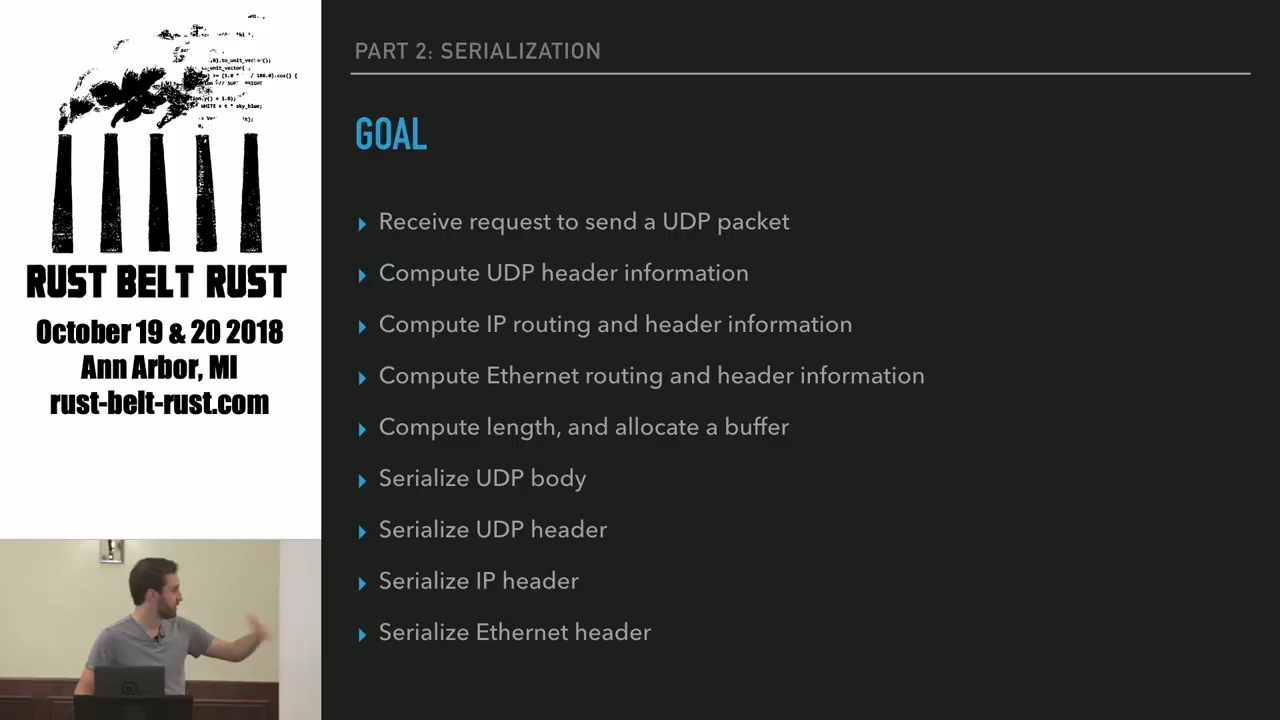 RUST BELT RUST
October 19 & 20 2018
Ann Arbor, MI
rust-belt-rust.com
PART 2: SERIALIZATION
GOAL
Receive request to send a UDP packet
Compute UDP header information
Compute IP routing and header information
Compute Ethernet routing and header information
Compute length, and allocate a buffer
Serialize UDP body
Serialize UDP header
Serialize IP header
Serialize Ethernet header